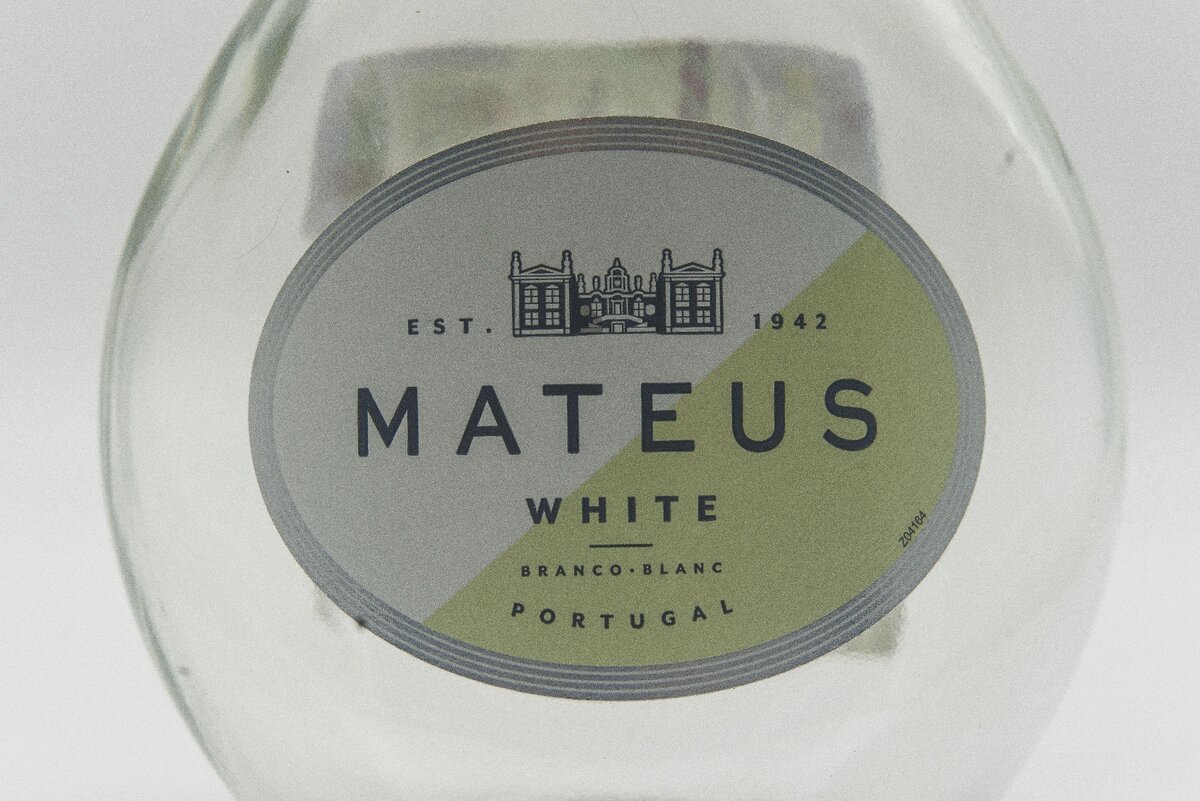 EST. 1942
MATEUS
WHITE
BRANCO·BLANC
PORTUGAL
Z04164